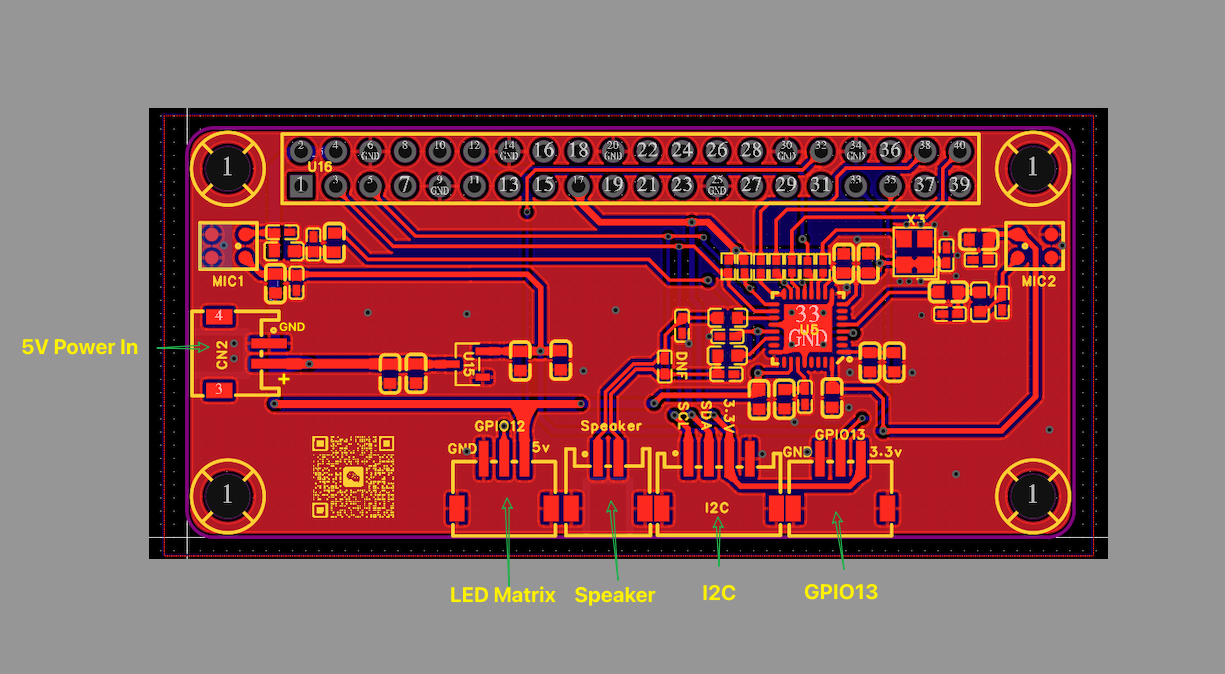 2 4 6 8 10 12 14 16 18 20 22 24 26 28 30 32 34 36 38 40
GND GND GND GND GND
U16
1 3 5 7 9 11 13 15 17 19 21 23 25 27 29 31 33 35 37 39
GND GND
1
1
X3
MIC1
MIC2
4
GND
CN2
3
+
5V Power In
U15
33
GND
U5
DNF
SCL
SDA
3.3V
GPIO12
GND
5v
Speaker
GPIO13
GND
3.3v
I2C
1
1
LED Matrix
Speaker
I2C
GPIO13